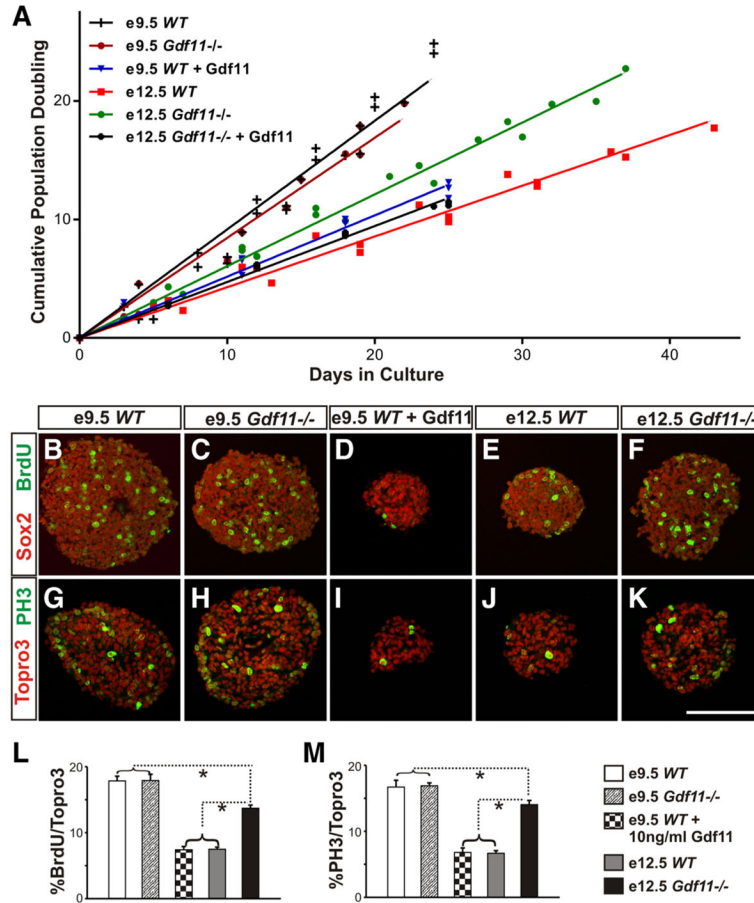 A
e9.5 WT
e9.5 Gdf11-/-
e9.5 WT + Gdf11
e12.5 WT
e12.5 Gdf11-/-
e12.5 Gdf11-/- + Gdf11
Cumulative Population Doubling
20
10
0
0 10 20 30 40
Days in Culture
e9.5 WT e9.5 Gdf11-/- e9.5 WT + Gdf11 e12.5 WT e12.5 Gdf11-/-
Sox2 BrdU
B C D E F
Topro3 PH3
G H I J K
L
%BrdU/Topro3
20
10
0
*
*
M
%PH3/Topro3
20
10
0
*
*
e9.5 WT
e9.5 Gdf11-/-
e9.5 WT +
10ng/ml Gdf11
e12.5 WT
e12.5 Gdf11-/-